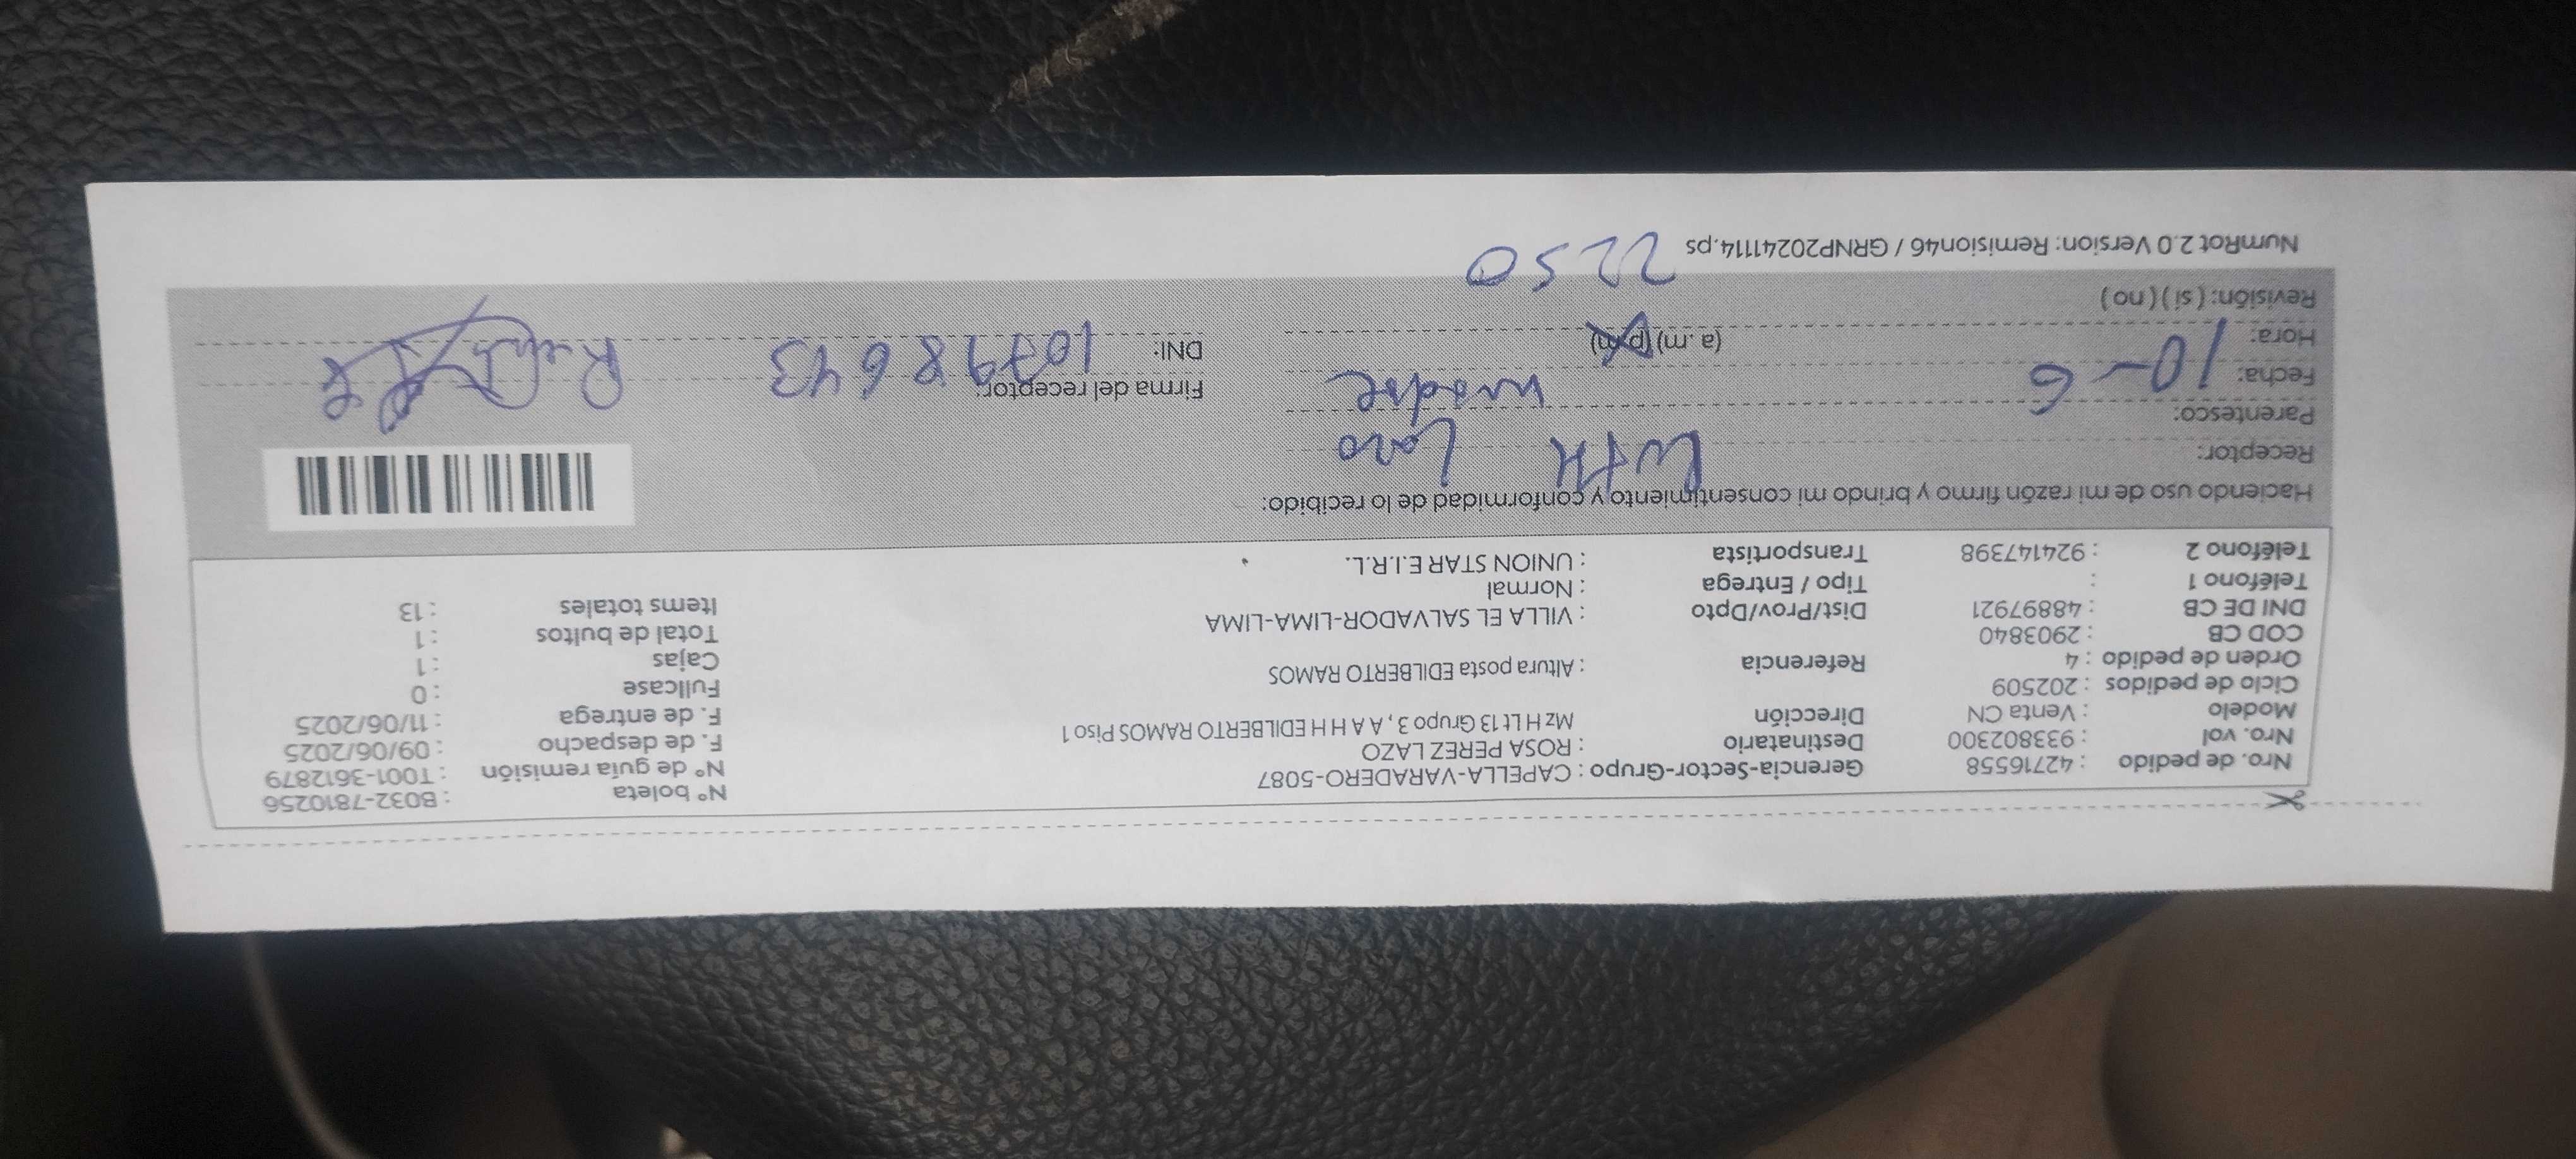 Nro. de pedido : 42716558 Gerencia-Sector-Grupo : CAPELLA-VARADERO-5087 N° boleta : B032-7810256
Nro. vol : 933802300 Destinatario : ROSA PEREZ LAZO N° de guía remisión : T001-3612879
Modelo : Venta CN Dirección Mz H Lt 13 Grupo 3 , A A H H EDILBERTO RAMOS Piso 1 F. de despacho : 09/06/2025
Ciclo de pedidos : 202509 F. de entrega : 11/06/2025
Orden de pedido : 4 Referencia : Altura posta EDILBERTO RAMOS Fullcase : 0
COD CB : 2903840 Cajas : 1
DNI DE CB : 48897921 Dist/Prov/Dpto : VILLA EL SALVADOR-LIMA-LIMA Total de bultos : 1
Teléfono 1 : Tipo / Entrega : Normal Items totales : 13
Teléfono 2 : 924147398 Transportista : UNION STAR E.I.R.L.
Haciendo uso de mi razón firmo y brindo mi consentimiento y conformidad de lo recibido:
Receptor: Ruth Lazo
Parentesco: madre
Fecha: 10-6 Firma del receptor:
Hora: (a.m) (p.m) DNI: 10798643
Revisión: ( si ) ( no ) 2250
NumRot 2.0 Version: Remision46 / GRNP20241114.ps